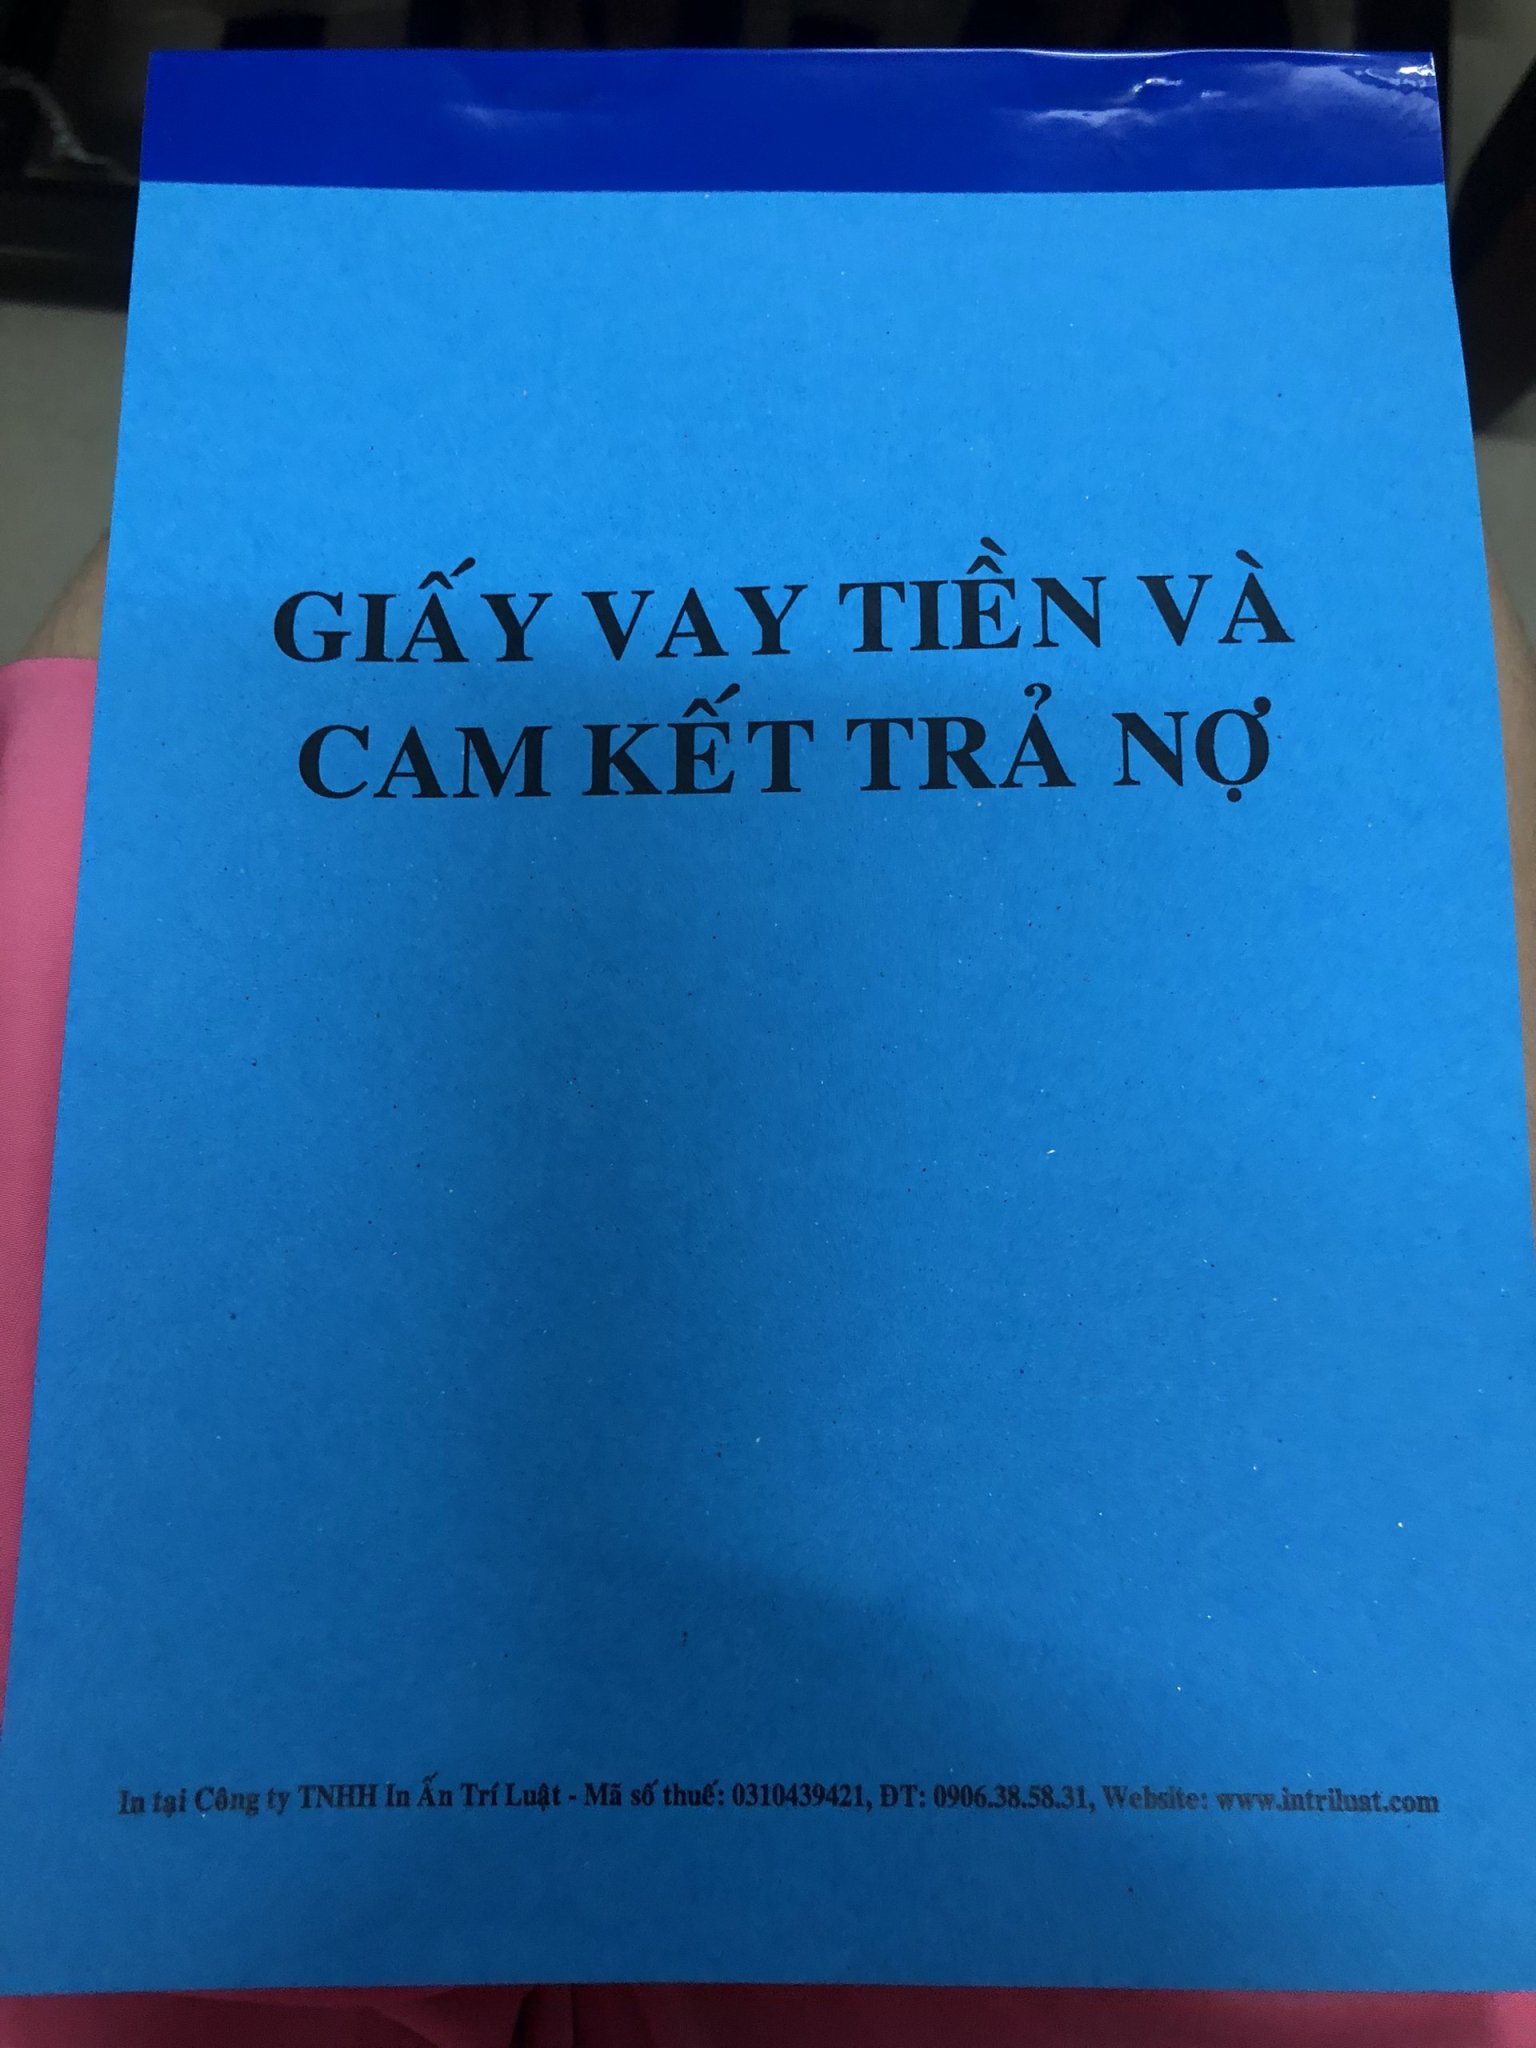 GIẤY VAY TIỀN VÀ
CAM KẾT TRẢ NỢ
In tại Công ty TNHH In Ấn Trí Luật - Mã số thuế: 0310439421, ĐT: 0906.38.58.31, Website: www.intriluat.com